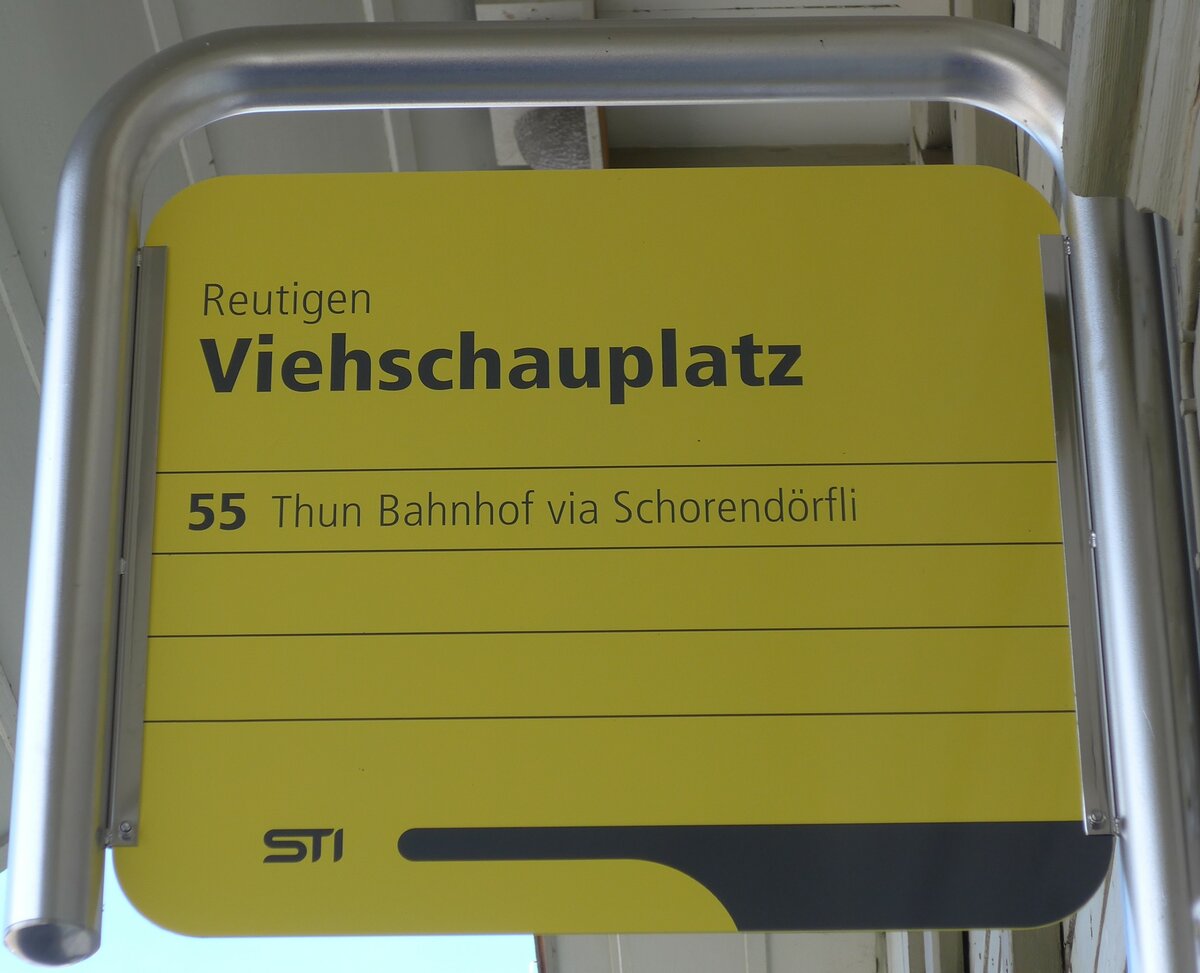 Reutigen
Viehschauplatz
55 Thun Bahnhof via Schorendörfli
STI